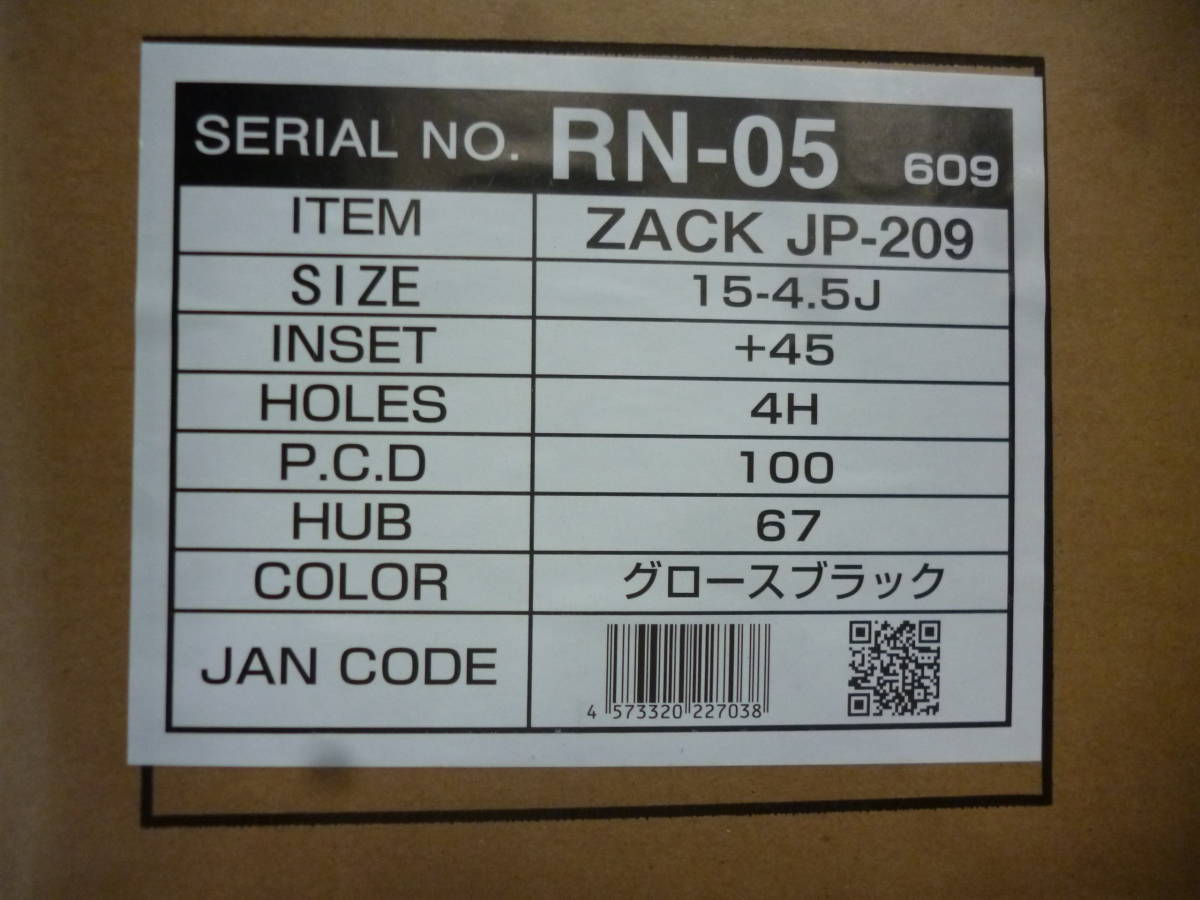 SERIAL NO. RN-05 609
ITEM ZACK JP-209
SIZE 15-4.5J
INSET +45
HOLES 4H
P.C.D 100
HUB 67
COLOR グロースブラック
JAN CODE
4 573320 227038